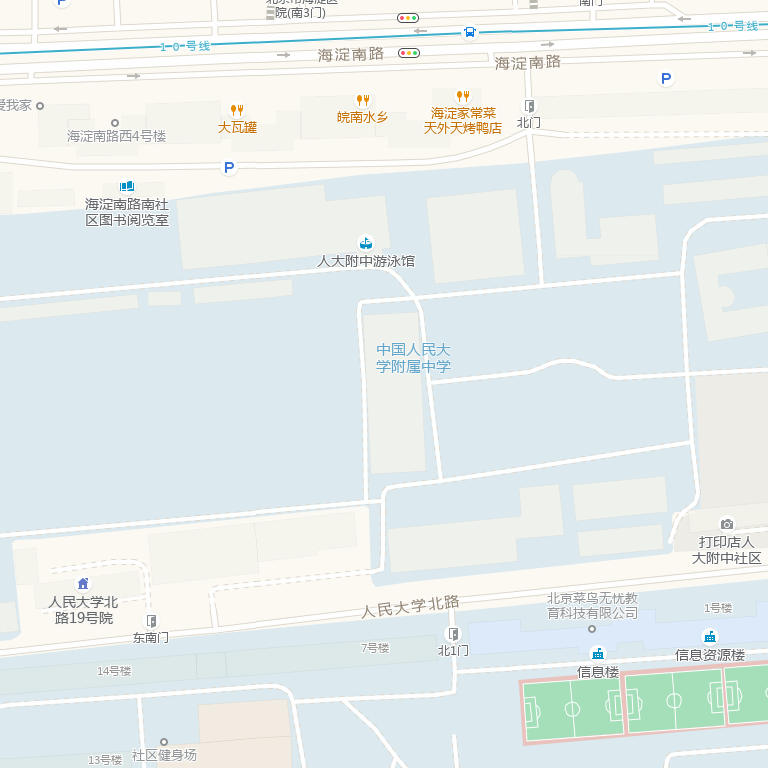 北京市海淀区
院(南3门)
南门
10号线
10号线
海淀南路
海淀南路
爱我家
海淀南路西4号楼
大瓦罐
皖南水乡
海淀家常菜
天外天烤鸭店
北门
海淀南路南社
区图书阅览室
人大附中游泳馆
中国人民大
学附属中学
打印店人
大附中社区
人民大学北
路19号院
东南门
人民大学北路
北京菜鸟无忧教
育科技有限公司
1号楼
7号楼
北1门
信息楼
信息资源楼
14号楼
社区健身场
13号楼